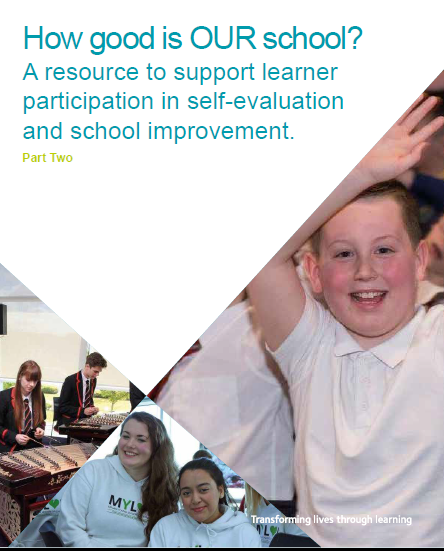 How good is OUR school?
A resource to support learner
participation in self-evaluation
and school improvement.
Part Two
MYL
Transforming lives through learning